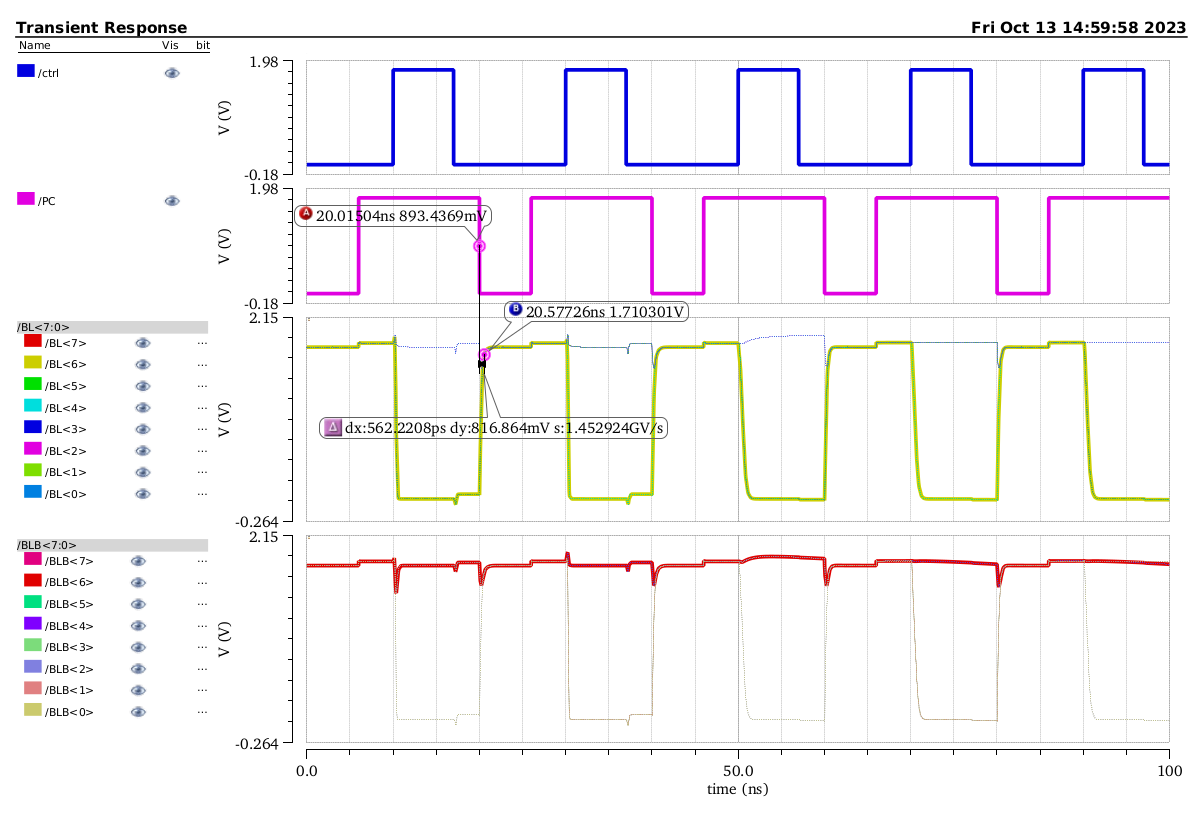 Transient Response Fri Oct 13 14:59:58 2023
Name Vis bit
/ctrl
1.98
V (V)
-0.18
/PC
1.98
V (V)
-0.18
A 20.01504ns 893.4369mV
B 20.57726ns 1.710301V
/BL<7:0>
2.15
/BL<7> ...
/BL<6> ...
/BL<5> ...
/BL<4> ...
/BL<3> ...
/BL<2> ...
/BL<1> ...
/BL<0> ...
V (V)
-0.264
Δ dx:562.2208ps dy:816.864mV s:1.452924GV/s
/BLB<7:0>
2.15
/BLB<7> ...
/BLB<6> ...
/BLB<5> ...
/BLB<4> ...
/BLB<3> ...
/BLB<2> ...
/BLB<1> ...
/BLB<0> ...
V (V)
-0.264
0.0 50.0 100
time (ns)